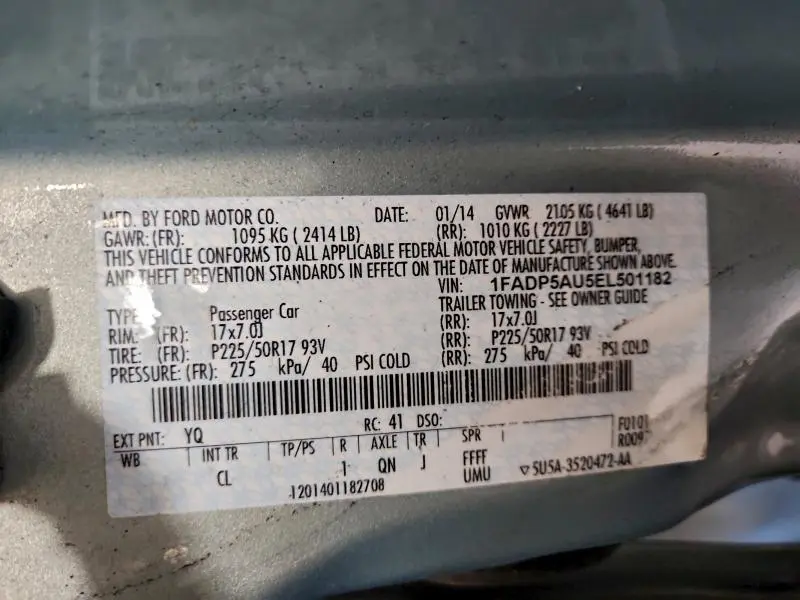 MFD. BY FORD MOTOR CO. DATE: 01/14 GVWR 2105 KG ( 4641 LB)
GAWR: (FR): 1095 KG ( 2414 LB) (RR): 1010 KG ( 2227 LB)
THIS VEHICLE CONFORMS TO ALL APPLICABLE FEDERAL MOTOR VEHICLE SAFETY, BUMPER,
AND THEFT PREVENTION STANDARDS IN EFFECT ON THE DATE OF MANUFACTURE SHOWN ABOVE.
VIN: 1FADP5AU5EL501182
TYPE: Passenger Car TRAILER TOWING - SEE OWNER GUIDE
RIM: (FR): 17x7.0J (RR): 17x7.0J
TIRE: (FR): P225/50R17 93V (RR): P225/50R17 93V
PRESSURE: (FR): 275 kPa/ 40 PSI COLD (RR): 275 kPa/ 40 PSI COLD
RC: 41 DSO: F0101
EXT PNT: YQ R009
WB INT TR TP/PS R AXLE TR SPR
CL 1 QN J FFFF
UMU ▽5U5A-3520472-AA
1201401182708